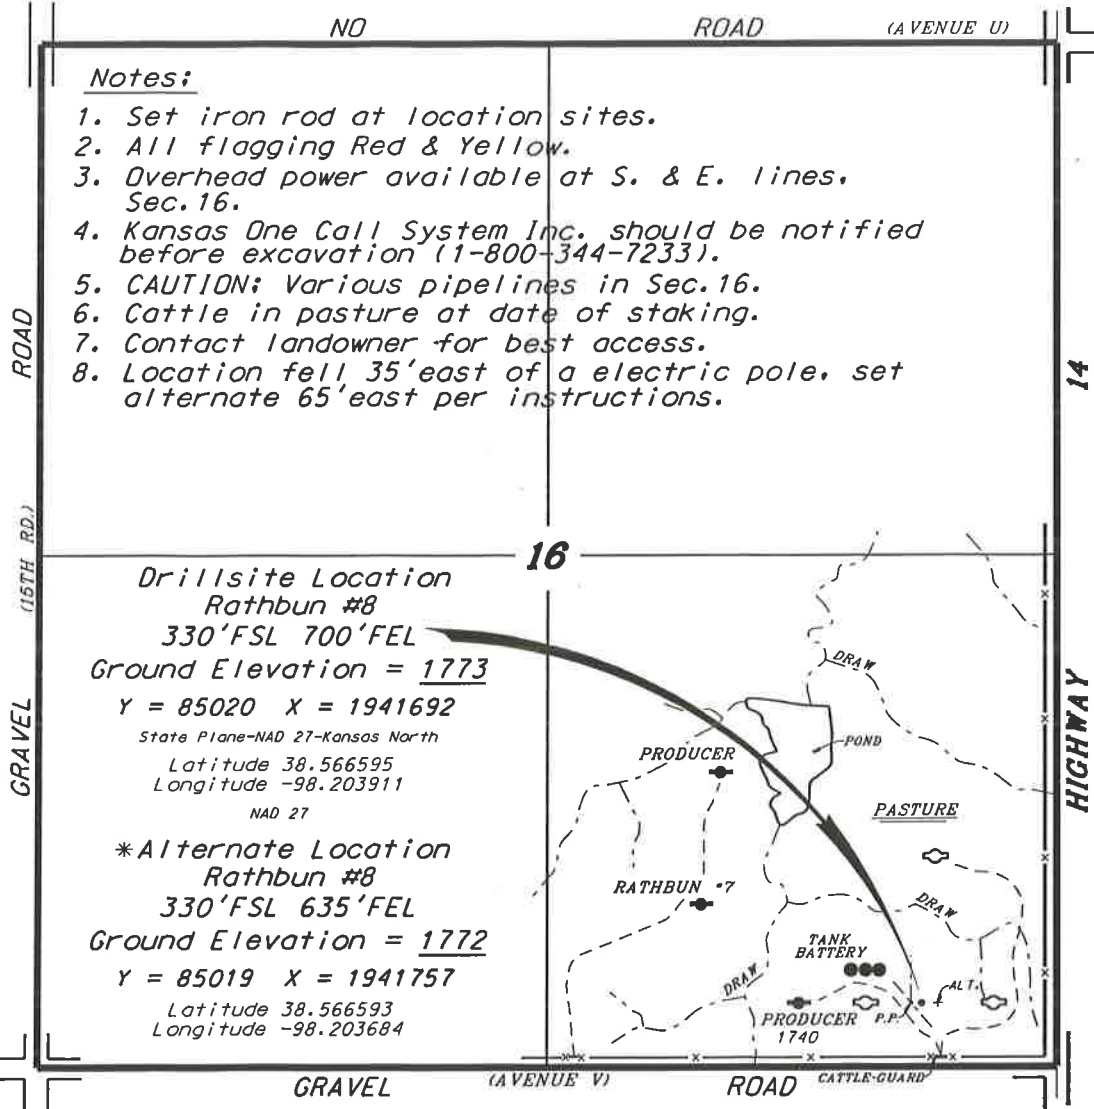 NO ROAD (AVENUE U)
Notes:
1. Set iron rod at location sites.
2. All flagging Red & Yellow.
3. Overhead power available at S. & E. lines,
Sec. 16.
4. Kansas One Call System Inc. should be notified
before excavation (1-800-344-7233).
5. CAUTION: Various pipelines in Sec. 16.
6. Cattle in pasture at date of staking.
7. Contact landowner for best access.
8. Location fell 35' east of a electric pole, set
alternate 65' east per instructions.
ROAD
(15TH RD.)
GRAVEL
14
HIGHWAY
16
Drillsite Location
Rathbun #8
330'FSL 700'FEL
Ground Elevation = 1773
Y = 85020 X = 1941692
State Plane-NAD 27-Kansas North
Latitude 38.566595
Longitude -98.203911
NAD 27
*Alternate Location
Rathbun #8
330'FSL 635'FEL
Ground Elevation = 1772
Y = 85019 X = 1941757
Latitude 38.566593
Longitude -98.203684
DRAW
POND
PRODUCER
PASTURE
RATHBUN #7
DRAW
TANK
BATTERY
DRAW
ALT.
PRODUCER P.P.
1740
GRAVEL (AVENUE V) ROAD CATTLE-GUARD